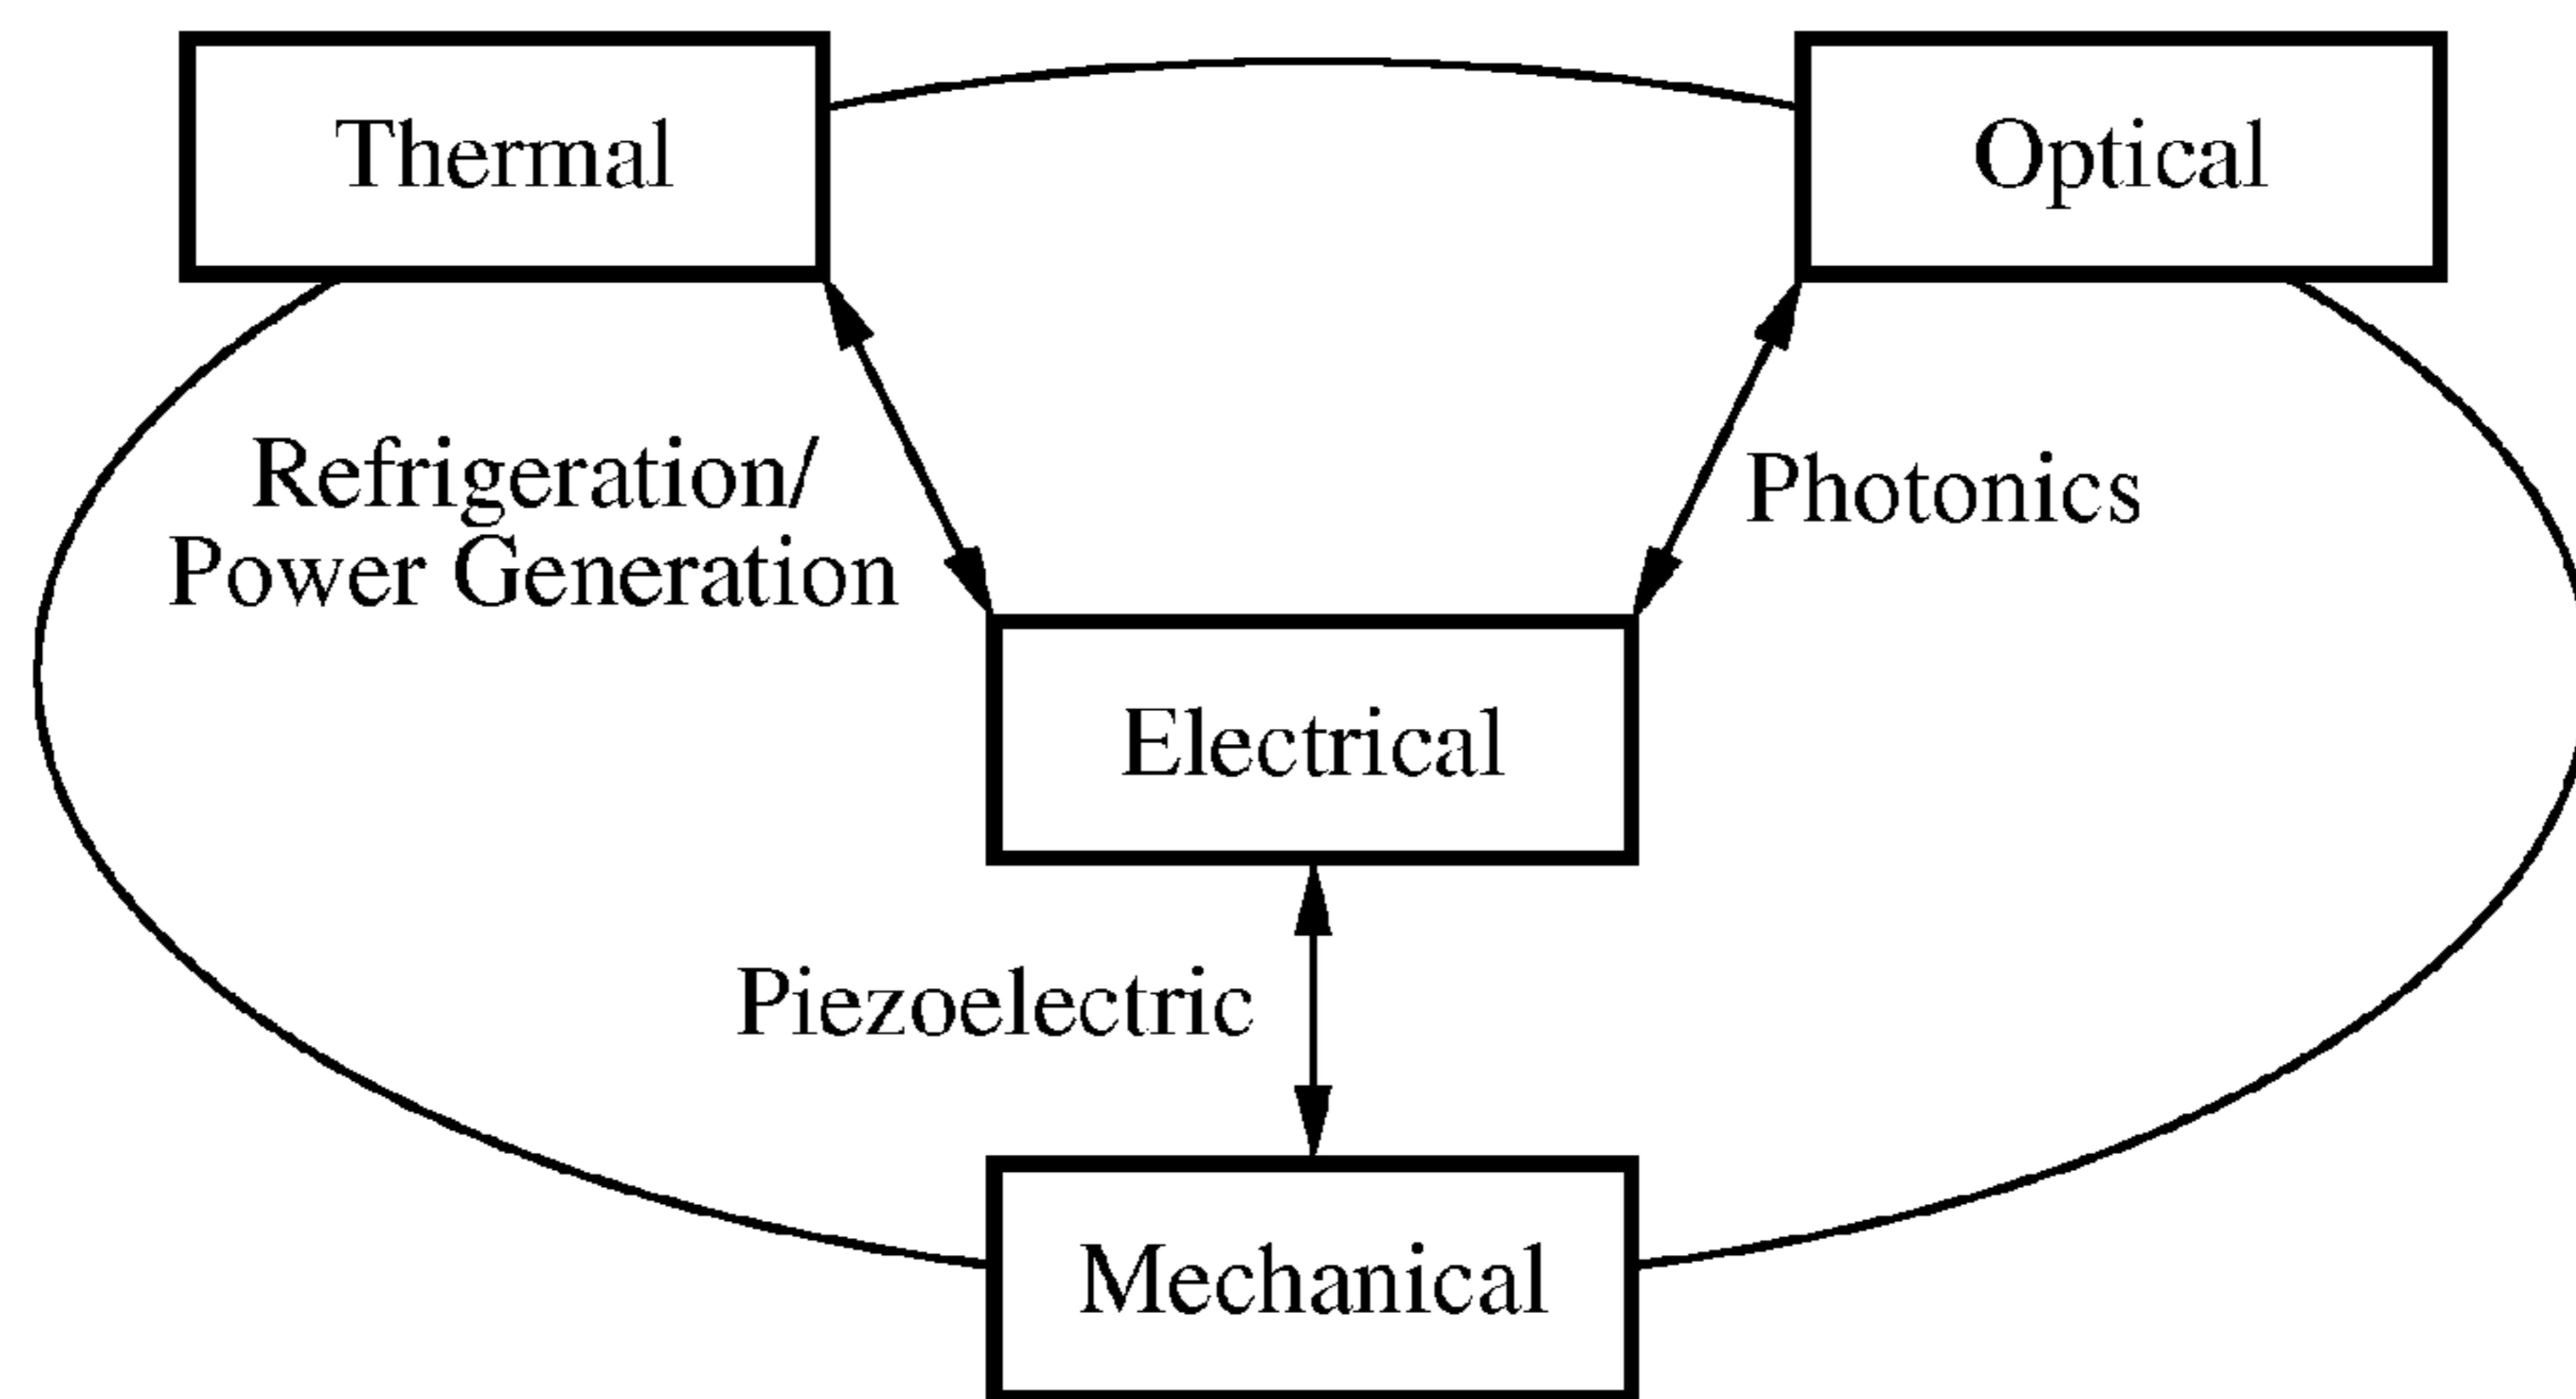 Thermal
Optical
Refrigeration/
Power Generation
Photonics
Electrical
Piezoelectric
Mechanical